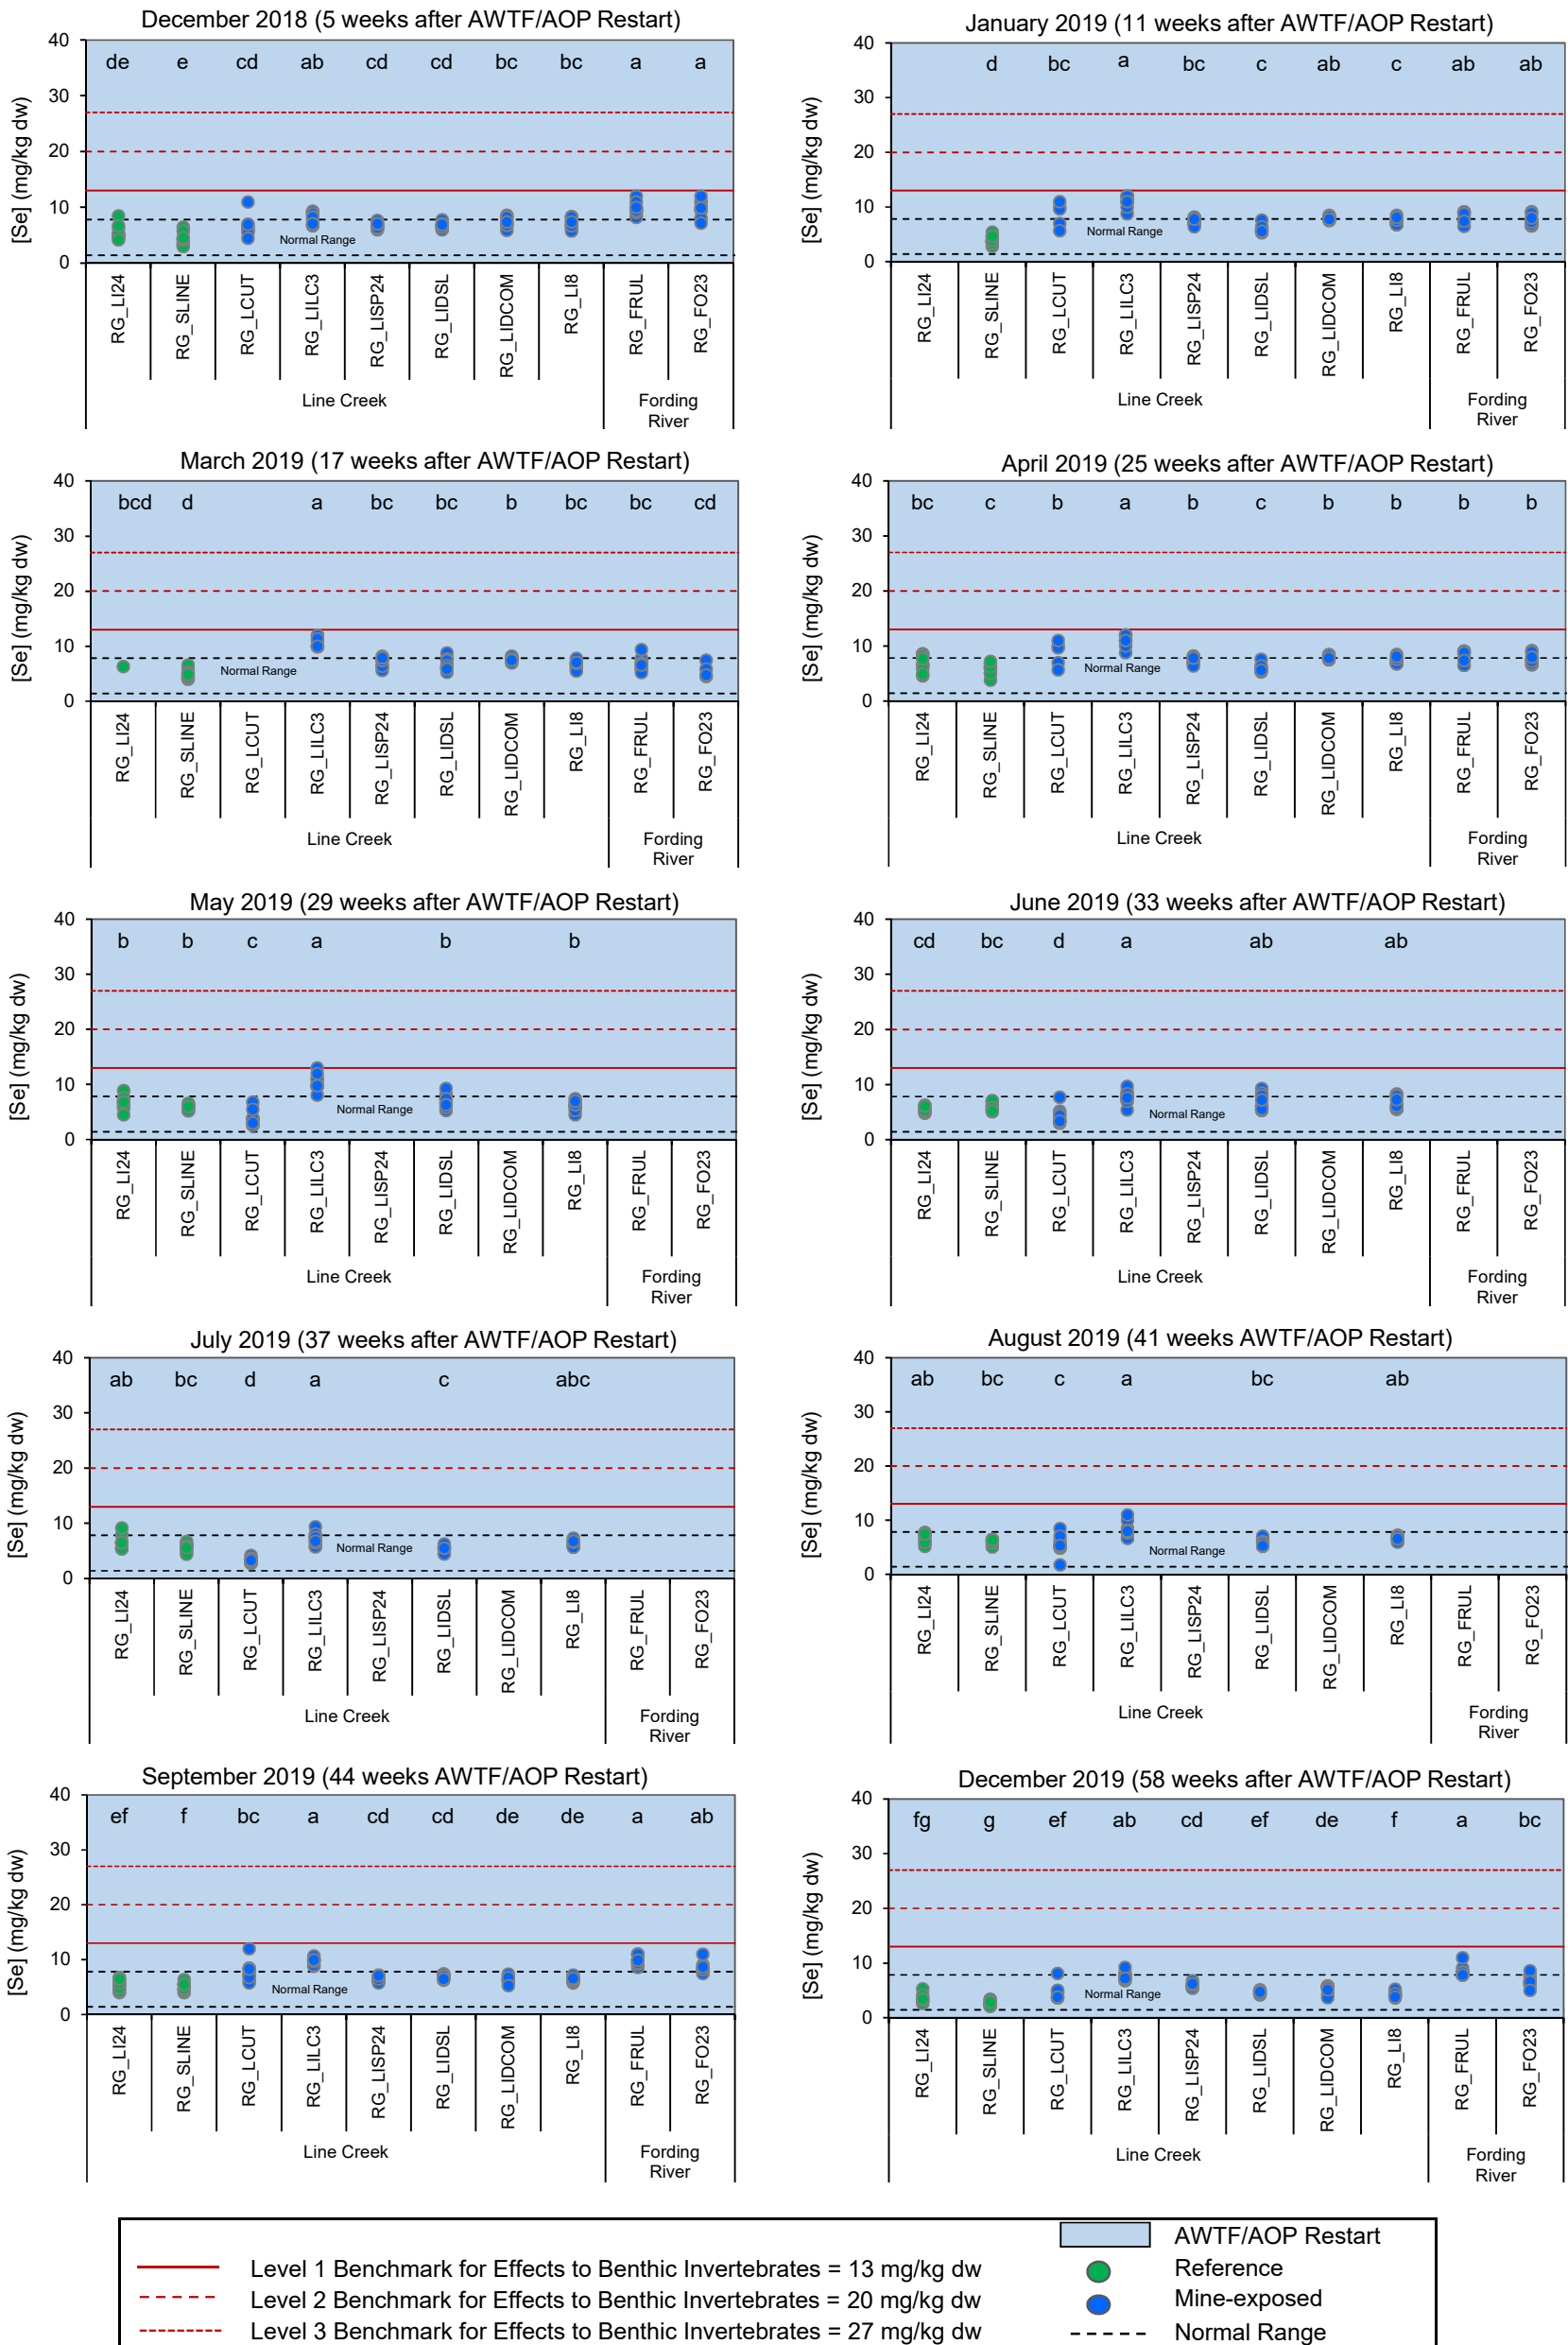 December 2018 (5 weeks after AWTF/AOP Restart)
[Se] (mg/kg dw)
40
30
20
10
0
de e cd ab cd cd bc bc a a
Normal Range
RG_LI24
RG_SLINE
RG_LCUT
RG_LILC3
RG_LISP24
RG_LIDSL
RG_LIDCOM
RG_LI8
RG_FRUL
RG_FO23
Line Creek
Fording
River
January 2019 (11 weeks after AWTF/AOP Restart)
[Se] (mg/kg dw)
40
30
20
10
0
d bc a bc c ab c ab ab
Normal Range
RG_LI24
RG_SLINE
RG_LCUT
RG_LILC3
RG_LISP24
RG_LIDSL
RG_LIDCOM
RG_LI8
RG_FRUL
RG_FO23
Line Creek
Fording
River
March 2019 (17 weeks after AWTF/AOP Restart)
[Se] (mg/kg dw)
40
30
20
10
0
bcd d a bc bc b bc bc cd
Normal Range
RG_LI24
RG_SLINE
RG_LCUT
RG_LILC3
RG_LISP24
RG_LIDSL
RG_LIDCOM
RG_LI8
RG_FRUL
RG_FO23
Line Creek
Fording
River
April 2019 (25 weeks after AWTF/AOP Restart)
[Se] (mg/kg dw)
40
30
20
10
0
bc c b a b c b b b b
Normal Range
RG_LI24
RG_SLINE
RG_LCUT
RG_LILC3
RG_LISP24
RG_LIDSL
RG_LIDCOM
RG_LI8
RG_FRUL
RG_FO23
Line Creek
Fording
River
May 2019 (29 weeks after AWTF/AOP Restart)
[Se] (mg/kg dw)
40
30
20
10
0
b b c a b b
Normal Range
RG_LI24
RG_SLINE
RG_LCUT
RG_LILC3
RG_LISP24
RG_LIDSL
RG_LIDCOM
RG_LI8
RG_FRUL
RG_FO23
Line Creek
Fording
River
June 2019 (33 weeks after AWTF/AOP Restart)
[Se] (mg/kg dw)
40
30
20
10
0
cd bc d a ab ab
Normal Range
RG_LI24
RG_SLINE
RG_LCUT
RG_LILC3
RG_LISP24
RG_LIDSL
RG_LIDCOM
RG_LI8
RG_FRUL
RG_FO23
Line Creek
Fording
River
July 2019 (37 weeks after AWTF/AOP Restart)
[Se] (mg/kg dw)
40
30
20
10
0
ab bc d a c abc
Normal Range
RG_LI24
RG_SLINE
RG_LCUT
RG_LILC3
RG_LISP24
RG_LIDSL
RG_LIDCOM
RG_LI8
RG_FRUL
RG_FO23
Line Creek
Fording
River
August 2019 (41 weeks AWTF/AOP Restart)
[Se] (mg/kg dw)
40
30
20
10
0
ab bc c a bc ab
Normal Range
RG_LI24
RG_SLINE
RG_LCUT
RG_LILC3
RG_LISP24
RG_LIDSL
RG_LIDCOM
RG_LI8
RG_FRUL
RG_FO23
Line Creek
Fording
River
September 2019 (44 weeks AWTF/AOP Restart)
[Se] (mg/kg dw)
40
30
20
10
0
ef f bc a cd cd de de a ab
Normal Range
RG_LI24
RG_SLINE
RG_LCUT
RG_LILC3
RG_LISP24
RG_LIDSL
RG_LIDCOM
RG_LI8
RG_FRUL
RG_FO23
Line Creek
Fording
River
December 2019 (58 weeks after AWTF/AOP Restart)
[Se] (mg/kg dw)
40
30
20
10
0
fg g ef ab cd ef de f a bc
Normal Range
RG_LI24
RG_SLINE
RG_LCUT
RG_LILC3
RG_LISP24
RG_LIDSL
RG_LIDCOM
RG_LI8
RG_FRUL
RG_FO23
Line Creek
Fording
River
Level 1 Benchmark for Effects to Benthic Invertebrates = 13 mg/kg dw
Level 2 Benchmark for Effects to Benthic Invertebrates = 20 mg/kg dw
Level 3 Benchmark for Effects to Benthic Invertebrates = 27 mg/kg dw
AWTF/AOP Restart
Reference
Mine-exposed
Normal Range